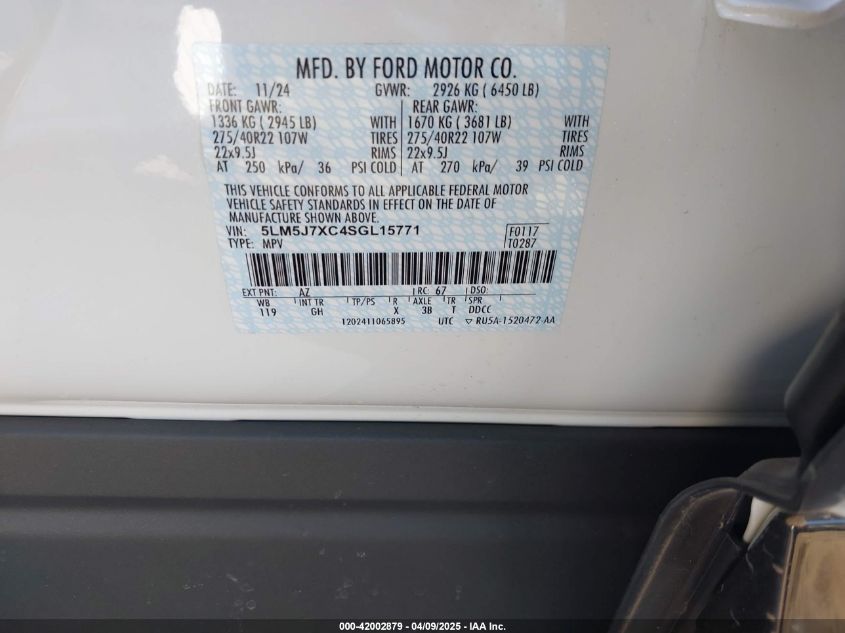 MFD. BY FORD MOTOR CO.
DATE: 11/24 GVWR: 2926 KG ( 6450 LB)
FRONT GAWR: REAR GAWR:
1336 KG ( 2945 LB) WITH 1670 KG ( 3681 LB) WITH
275/40R22 107W TIRES 275/40R22 107W TIRES
22x9.5J RIMS 22x9.5J RIMS
AT 250 kPa/ 36 PSI COLD AT 270 kPa/ 39 PSI COLD
THIS VEHICLE CONFORMS TO ALL APPLICABLE FEDERAL MOTOR
VEHICLE SAFETY STANDARDS IN EFFECT ON THE DATE OF
MANUFACTURE SHOWN ABOVE.
VIN: 5LM5J7XC4SGL15771 F0117
TYPE: MPV T0287
EXT PNT: AZ RC: 67 DSO:
WB INT TR TP/PS R AXLE TR SPR
119 GH X 3B T DDCC
1202411065895 UTC ▽ RU5A-1520472-AA
000-42002879 - 04/09/2025 - IAA Inc.